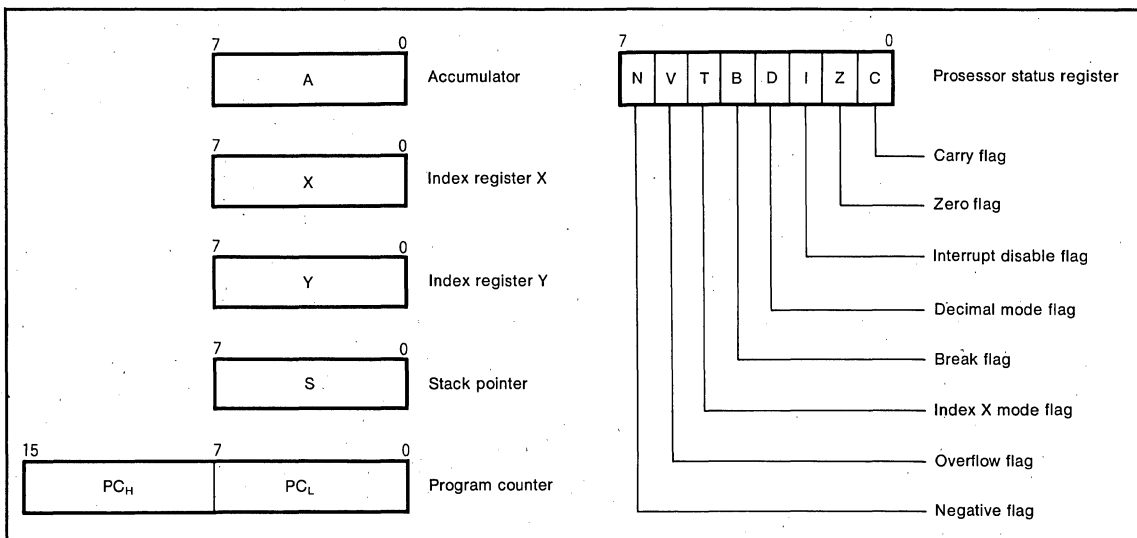 7 0
A
Accumulator
7 0
X
Index register X
7 0
Y
Index register Y
7 0
S
Stack pointer
15 7 0
PCH PCL
Program counter
7 0
N V T B D I Z C
Prosessor status register
Carry flag
Zero flag
Interrupt disable flag
Decimal mode flag
Break flag
Index X mode flag
Overflow flag
Negative flag